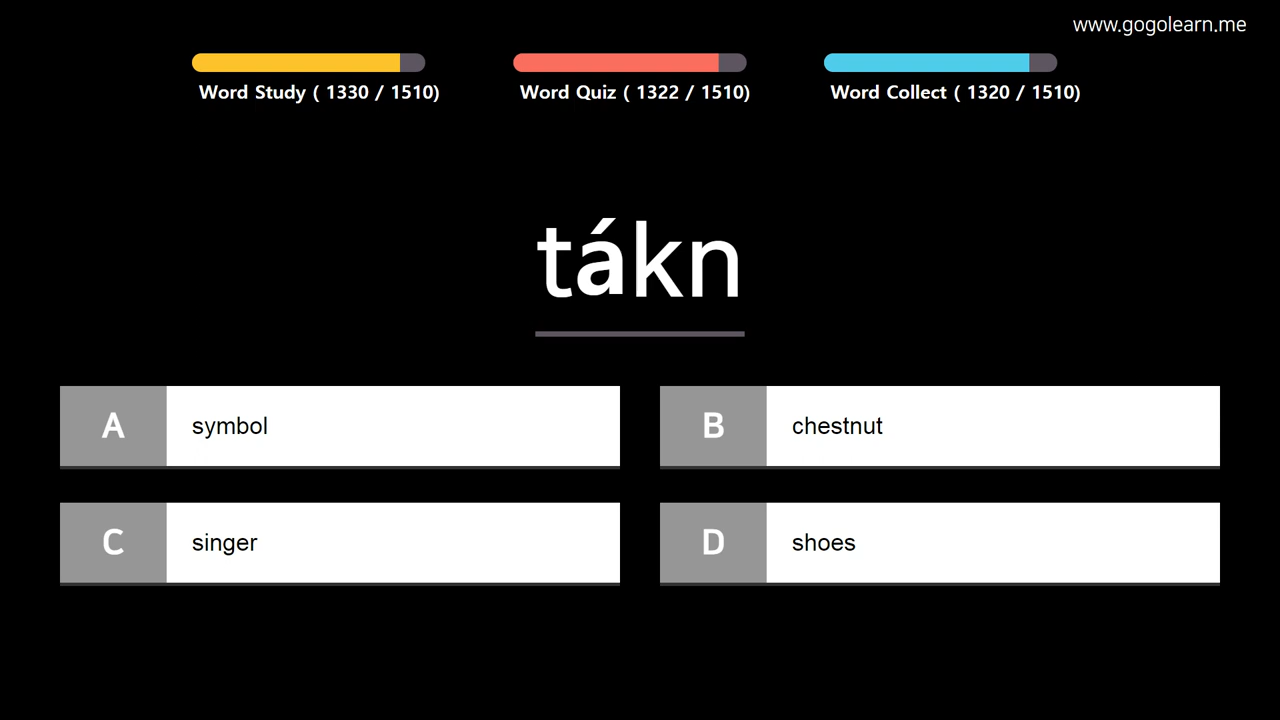 www.gogolearn.me
Word Study ( 1330 / 1510)
Word Quiz ( 1322 / 1510)
Word Collect ( 1320 / 1510)
tákn
A symbol
B chestnut
C singer
D shoes